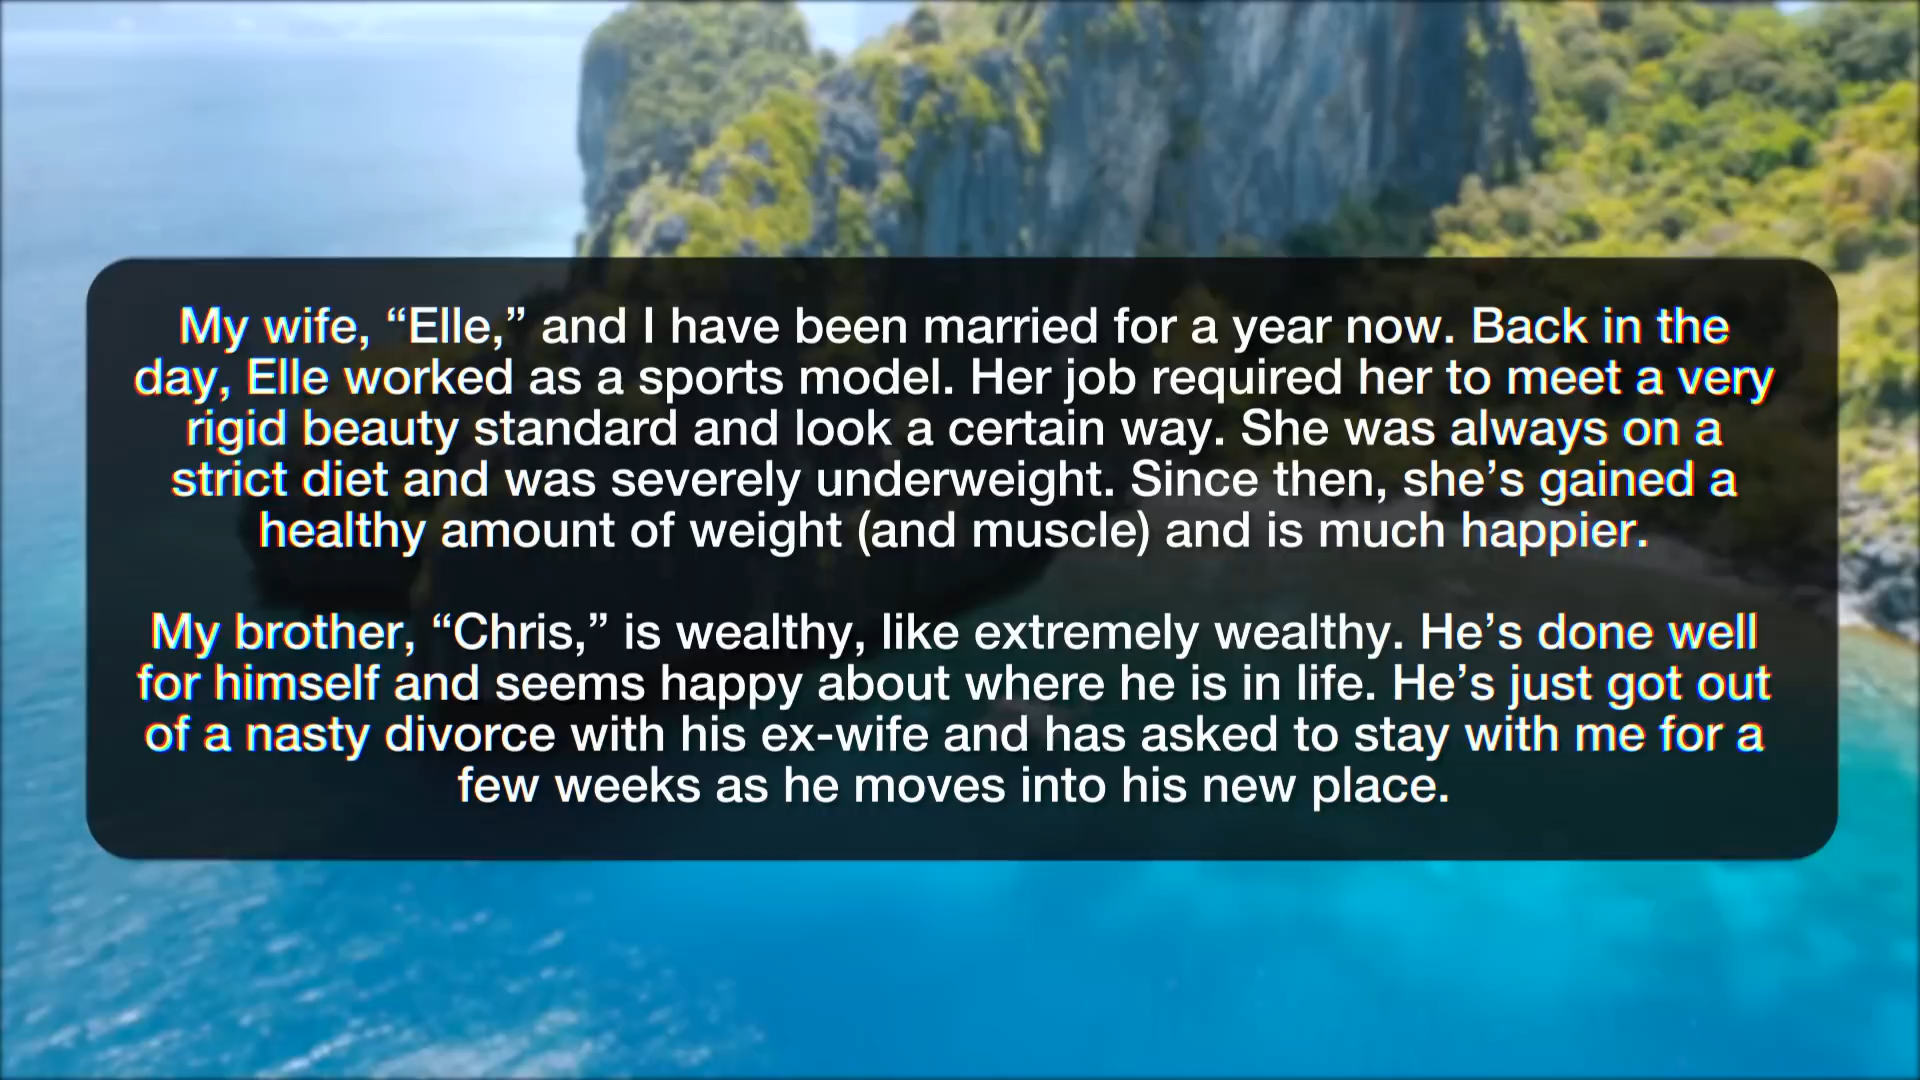 My wife, “Elle,” and I have been married for a year now. Back in the
day, Elle worked as a sports model. Her job required her to meet a very
rigid beauty standard and look a certain way. She was always on a
strict diet and was severely underweight. Since then, she’s gained a
healthy amount of weight (and muscle) and is much happier.
My brother, “Chris,” is wealthy, like extremely wealthy. He’s done well
for himself and seems happy about where he is in life. He’s just got out
of a nasty divorce with his ex-wife and has asked to stay with me for a
few weeks as he moves into his new place.